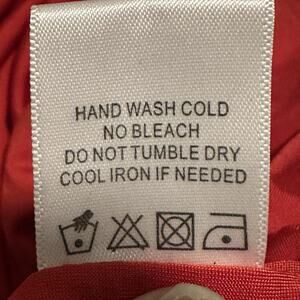 HAND WASH COLD
NO BLEACH
DO NOT TUMBLE DRY
COOL IRON IF NEEDED